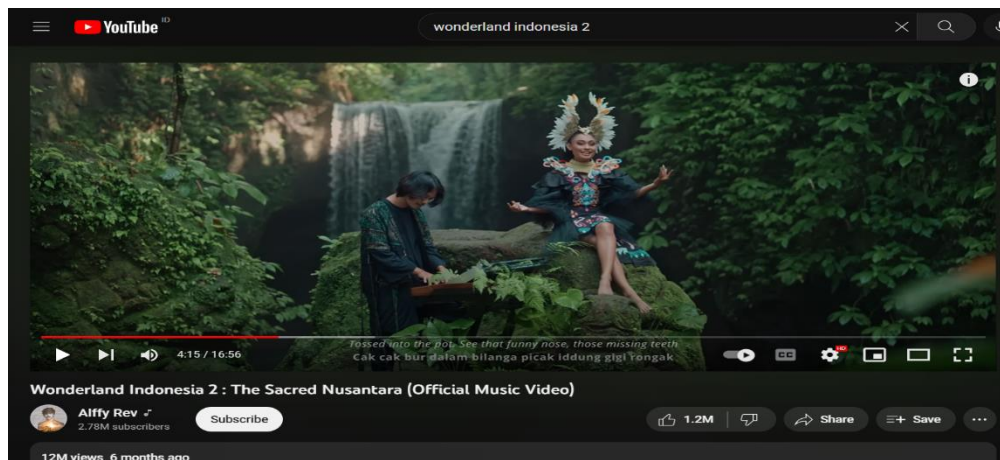 YouTube ID
wonderland indonesia 2
Tossed into the pot. See that funny nose, those missing teeth
Cak cak bur dalam bilanga picak iddung gigi rongak
4:15 / 16:56
CC
HD
Wonderland Indonesia 2 : The Sacred Nusantara (Official Music Video)
Alffy Rev
2.78M subscribers
Subscribe
1.2M
Share
Save
12M views 6 months ago